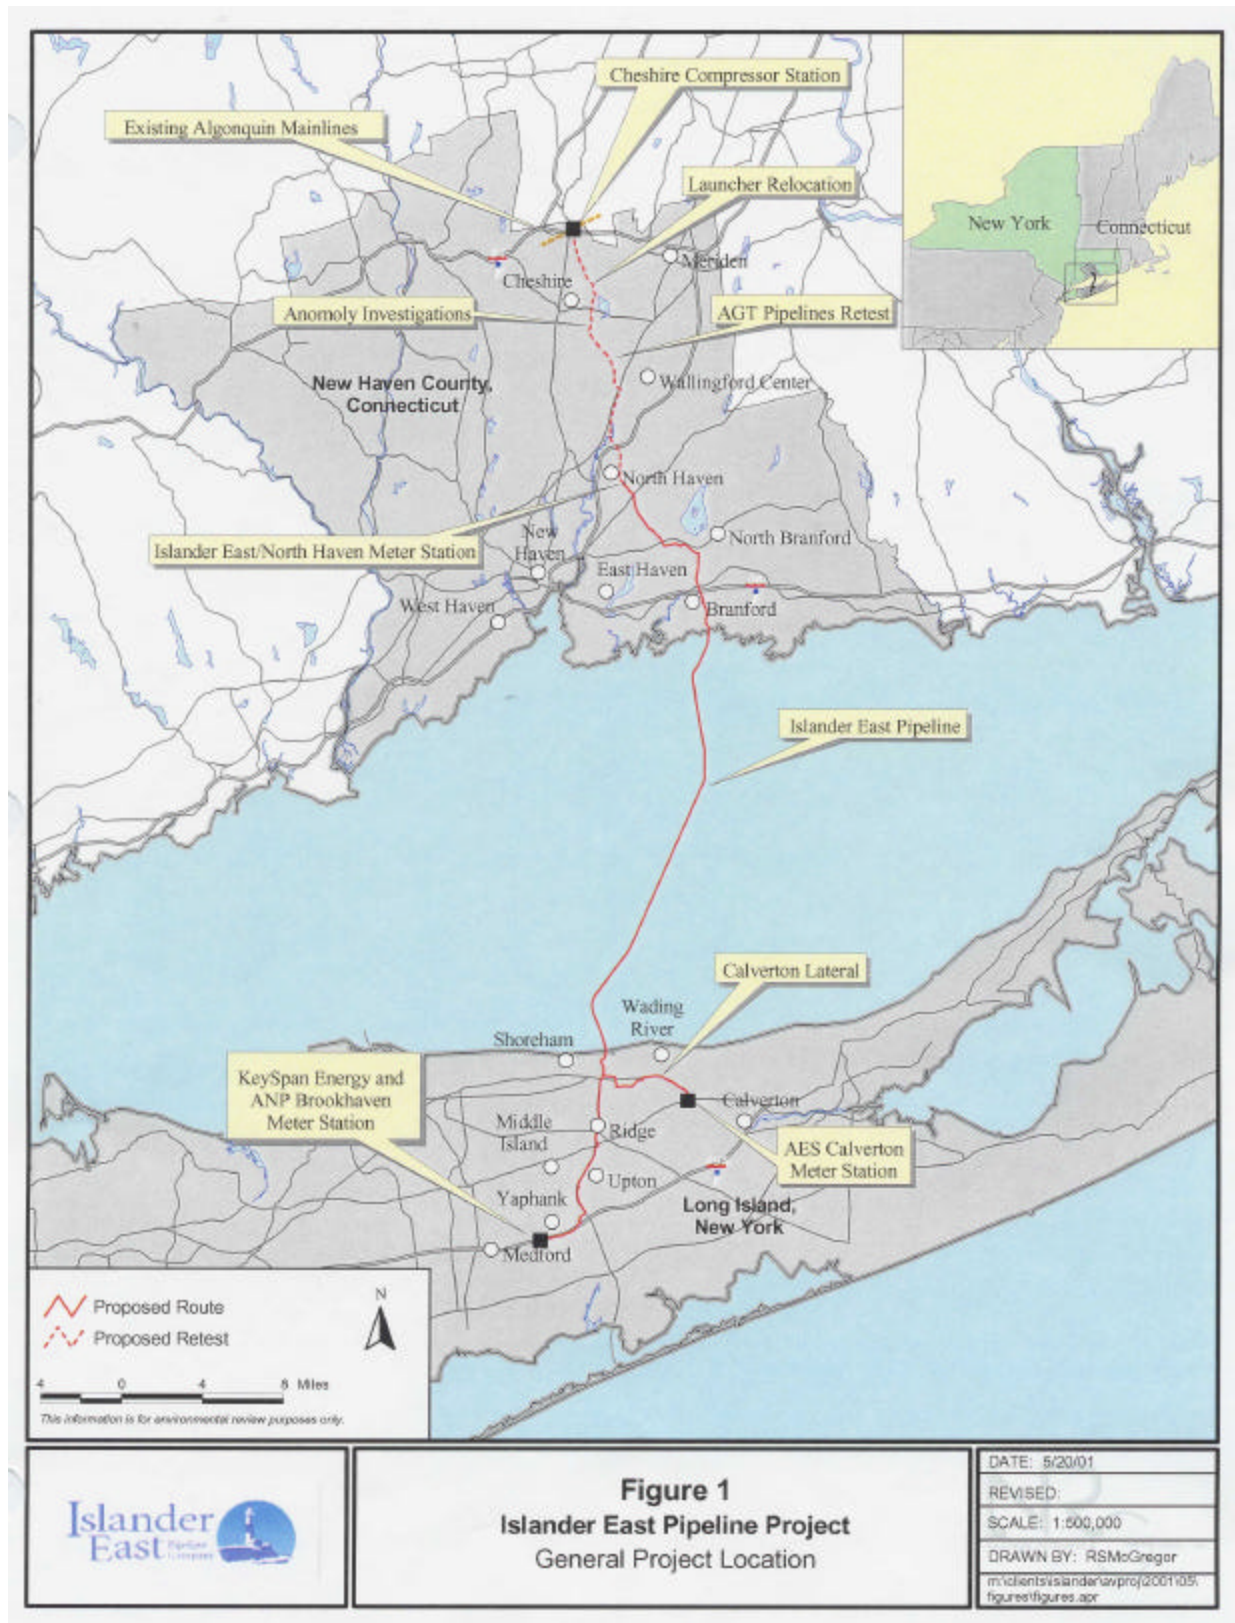 Cheshire Compressor Station
Existing Algonquin Mainlines
Launcher Relocation
New York
Connecticut
Meriden
Cheshire
Anomoly Investigations
AGT Pipelines Retest
New Haven County,
Connecticut
Wallingford Center
North Haven
Islander East/North Haven Meter Station
New
Haven
North Branford
East Haven
West Haven
Branford
Islander East Pipeline
Calverton Lateral
Wading
River
Shoreham
KeySpan Energy and
ANP Brookhaven
Meter Station
Calverton
Middle
Island
Ridge
AES Calverton
Meter Station
Upton
Yaphank
Long Island,
New York
Medford
Proposed Route
Proposed Retest
N
4 0 4 8 Miles
This information is for environmental review purposes only.
Islander
East Pipeline
Company
Figure 1
Islander East Pipeline Project
General Project Location
DATE: 5/20/01
REVISED:
SCALE: 1:500,000
DRAWN BY: RSMcGregor
figures\figures.apr